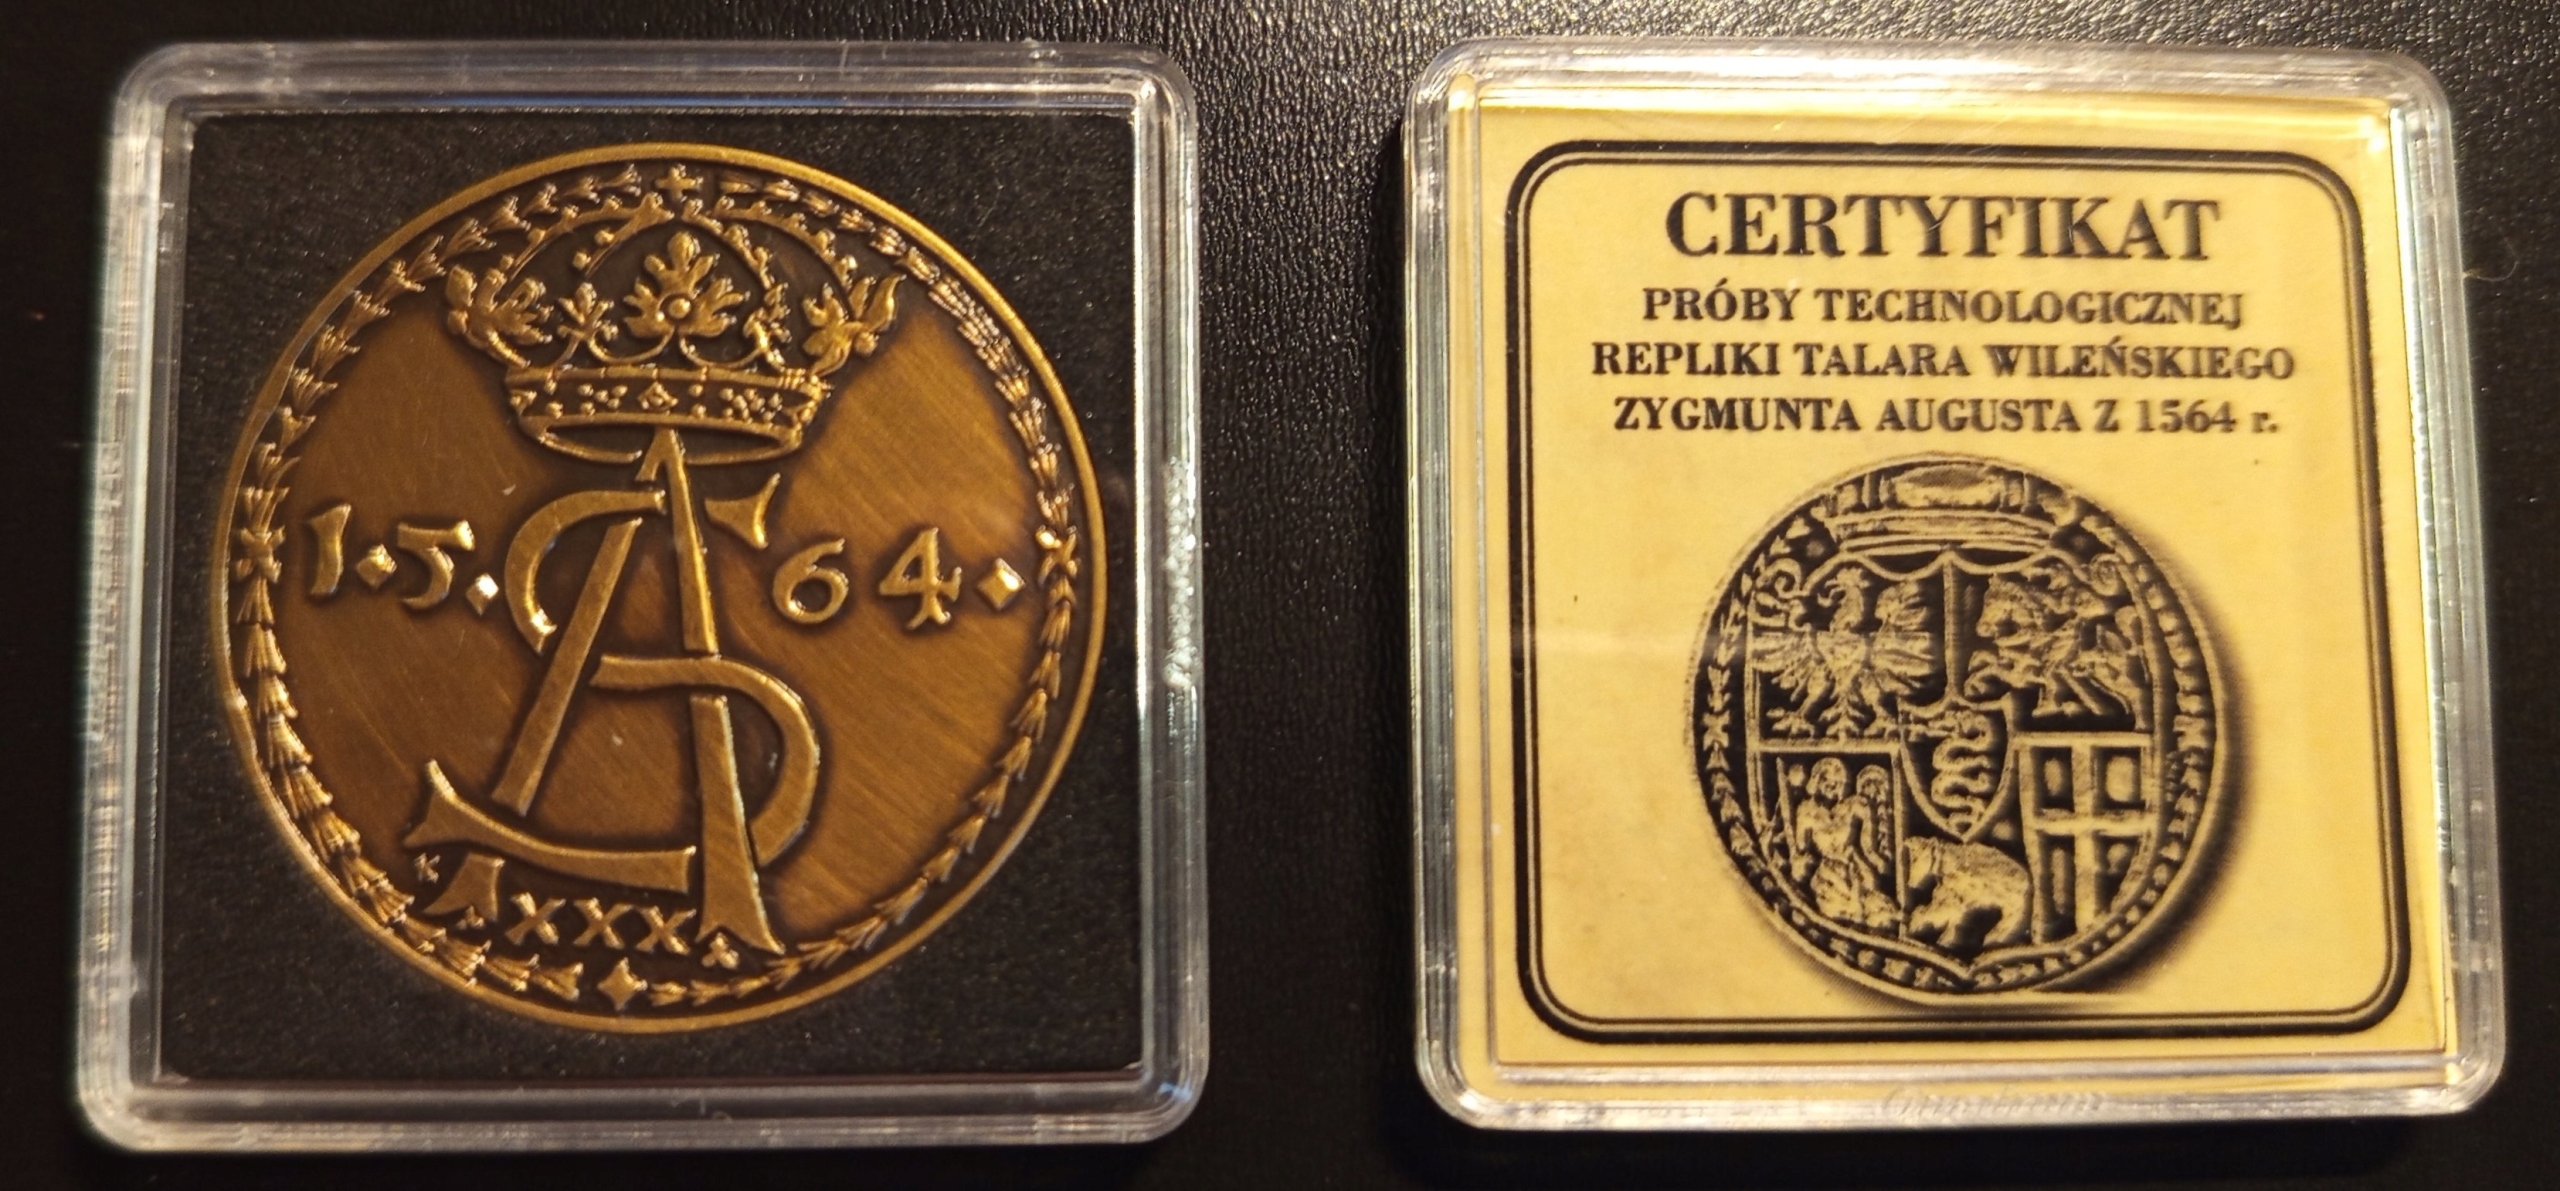 1·5·64·
XXX
CERTYFIKAT
PRÓBY TECHNOLOGICZNEJ
REPLIKI TALARA WILEŃSKIEGO
ZYGMUNTA AUGUSTA Z 1564 r.